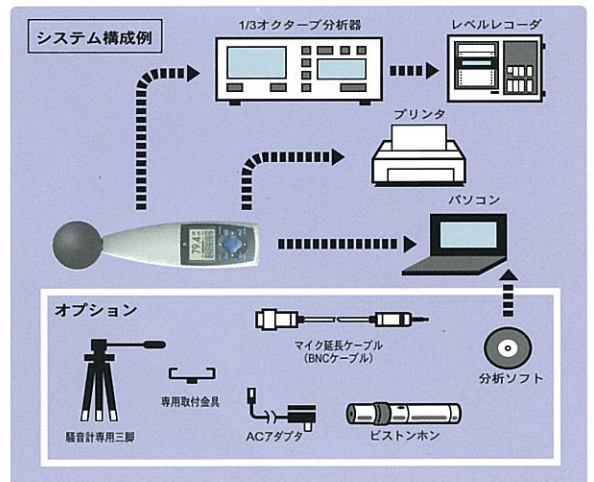 システム構成例
1/3オクターブ分析器
レベルレコーダ
プリンタ
パソコン
79.4
オプション
マイク延長ケーブル
(BNCケーブル)
分析ソフト
専用取付金具
騒音計専用三脚
ACアダプタ
ピストンホン